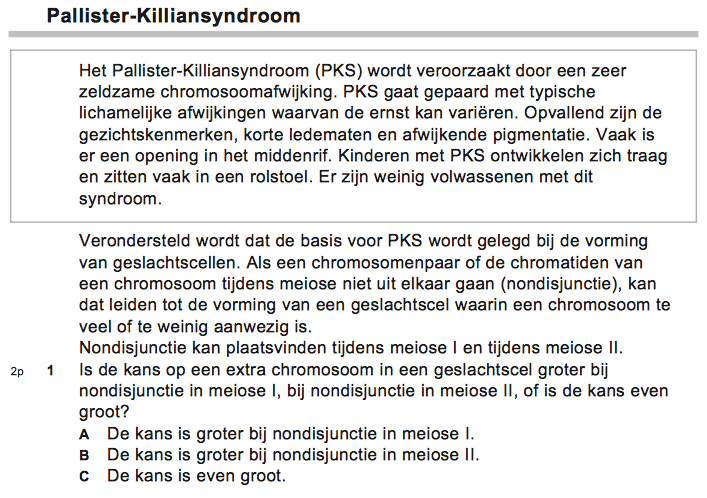 Pallister-Killiansyndroom
Het Pallister-Killiansyndroom (PKS) wordt veroorzaakt door een zeer
zeldzame chromosoomafwijking. PKS gaat gepaard met typische
lichamelijke afwijkingen waarvan de ernst kan variëren. Opvallend zijn de
gezichtskenmerken, korte ledematen en afwijkende pigmentatie. Vaak is
er een opening in het middenrif. Kinderen met PKS ontwikkelen zich traag
en zitten vaak in een rolstoel. Er zijn weinig volwassenen met dit
syndroom.
Verondersteld wordt dat de basis voor PKS wordt gelegd bij de vorming
van geslachtscellen. Als een chromosomenpaar of de chromatiden van
een chromosoom tijdens meiose niet uit elkaar gaan (nondisjunctie), kan
dat leiden tot de vorming van een geslachtscel waarin een chromosoom te
veel of te weinig aanwezig is.
Nondisjunctie kan plaatsvinden tijdens meiose I en tijdens meiose II.
2p 1 Is de kans op een extra chromosoom in een geslachtscel groter bij
nondisjunctie in meiose I, bij nondisjunctie in meiose II, of is de kans even
groot?
A De kans is groter bij nondisjunctie in meiose I.
B De kans is groter bij nondisjunctie in meiose II.
C De kans is even groot.